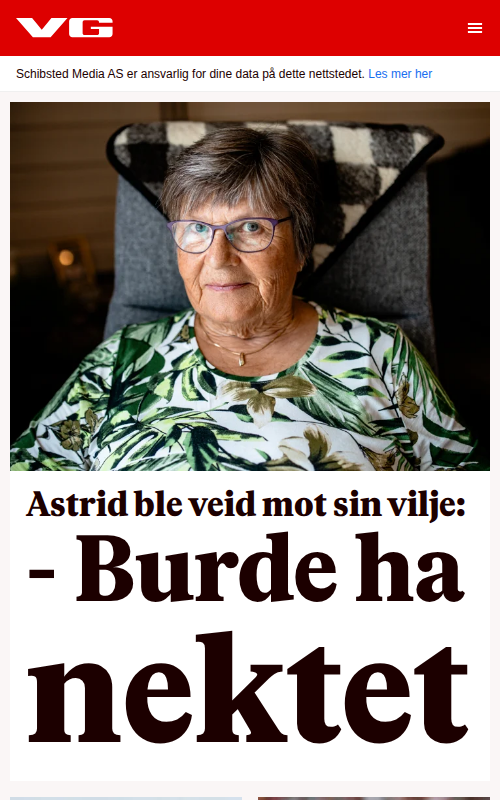 VG
Schibsted Media AS er ansvarlig for dine data på dette nettstedet. Les mer her
Astrid ble veid mot sin vilje:
- Burde ha
nektet